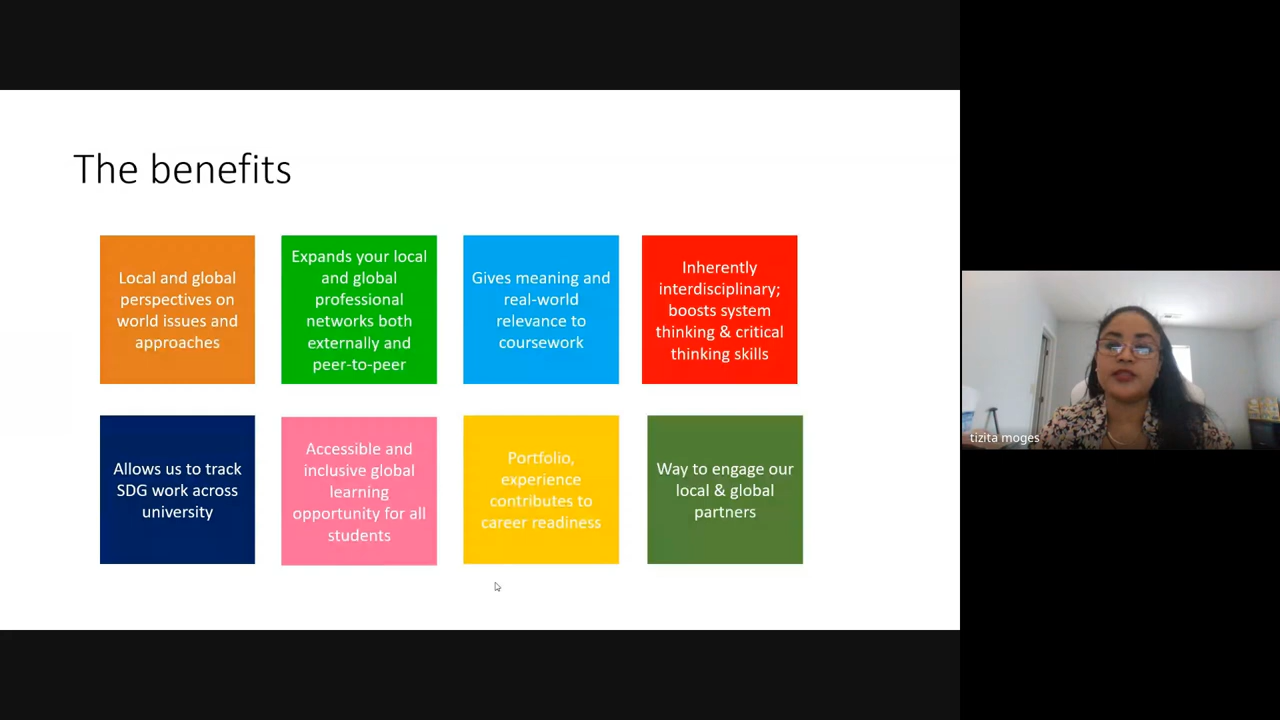 The benefits
Local and global
perspectives on
world issues and
approaches
Expands your local
and global
professional
networks both
externally and
peer-to-peer
Gives meaning and
real-world
relevance to
coursework
Inherently
interdisciplinary;
boosts system
thinking & critical
thinking skills
Allows us to track
SDG work across
university
Accessible and
inclusive global
learning
opportunity for all
students
Portfolio,
experience
contributes to
career readiness
Way to engage our
local & global
partners
tizita moges